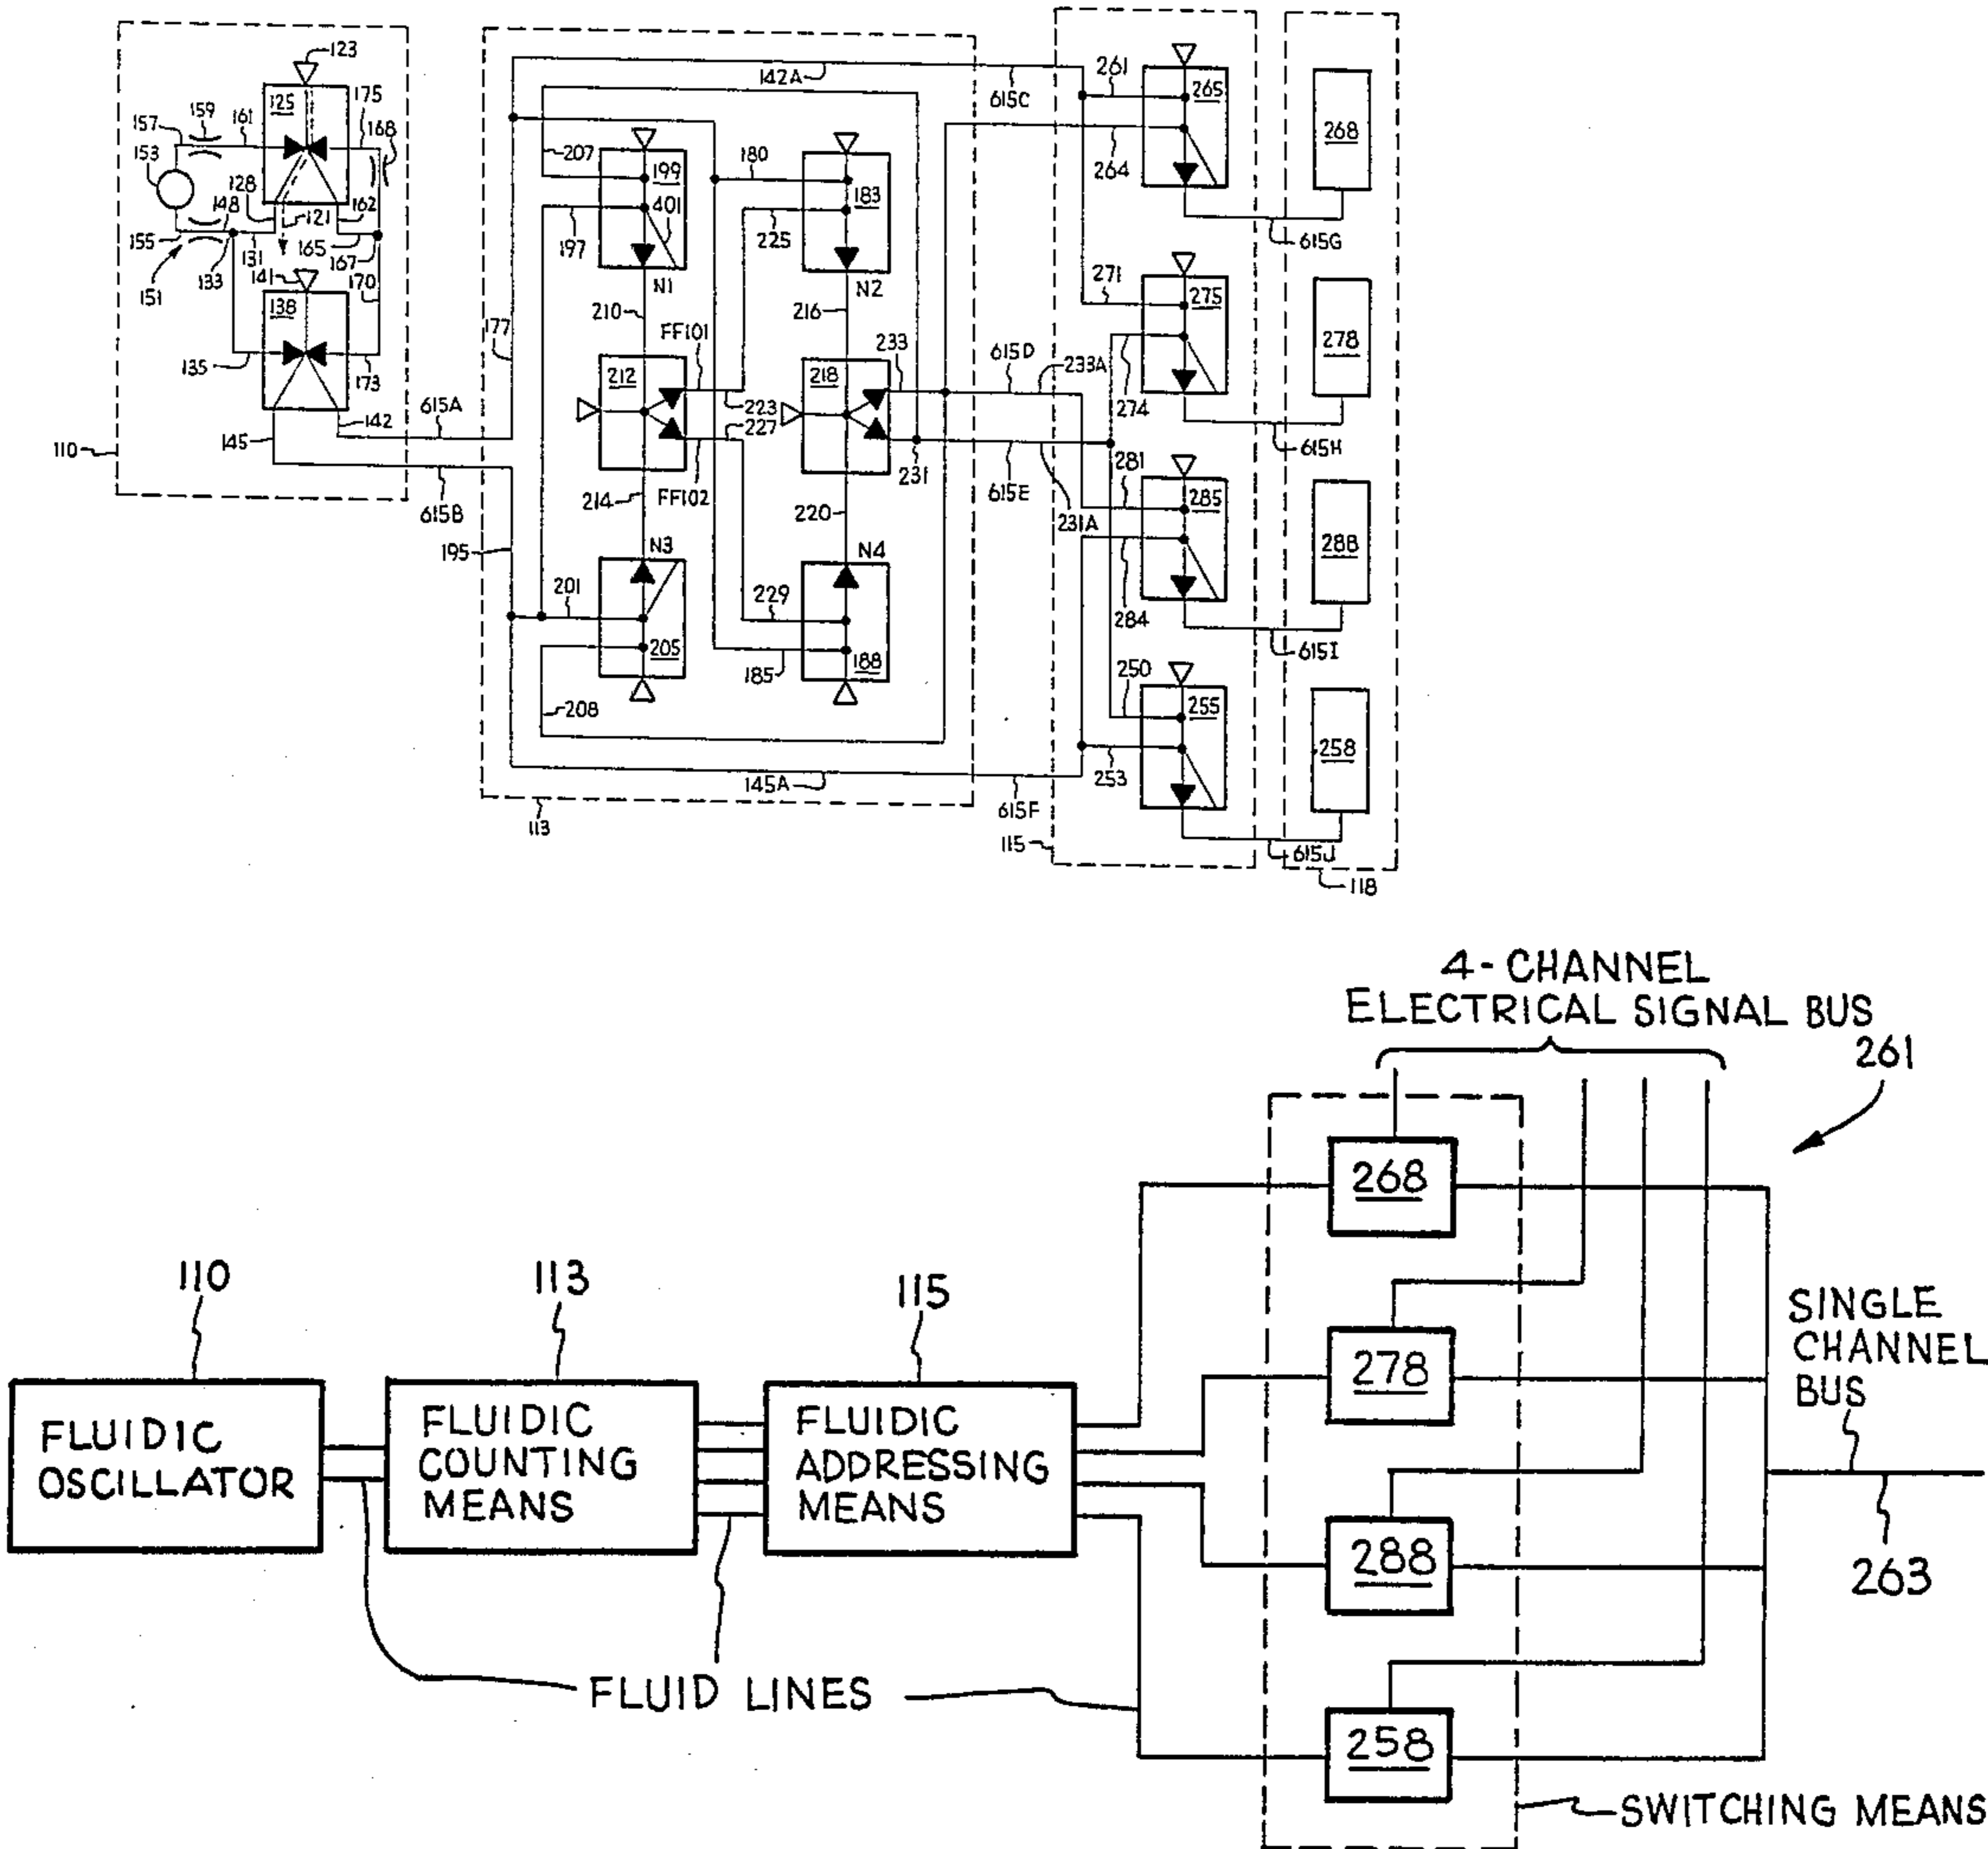 123
125
175
159
161
157
168
153
128
162
148
121
155
131
165
167
133
141
170
151
138
135
173
145
142
615A
615B
110
142A
615C
207
199
180
183
401
197
225
N1
N2
210
216
177
FF101
212
218
233
615D
233A
223
227
231
615E
231A
214
FF102
220
195
N3
N4
201
229
205
185
188
208
145A
615F
113
261
265
264
268
615G
271
275
274
278
615H
281
285
284
288
615I
250
255
253
258
615J
115
118
4-CHANNEL
ELECTRICAL SIGNAL BUS
261
268
110
113
115
278
SINGLE
CHANNEL
BUS
FLUIDIC
OSCILLATOR
FLUIDIC
COUNTING
MEANS
FLUIDIC
ADDRESSING
MEANS
288
263
FLUID LINES
258
SWITCHING MEANS